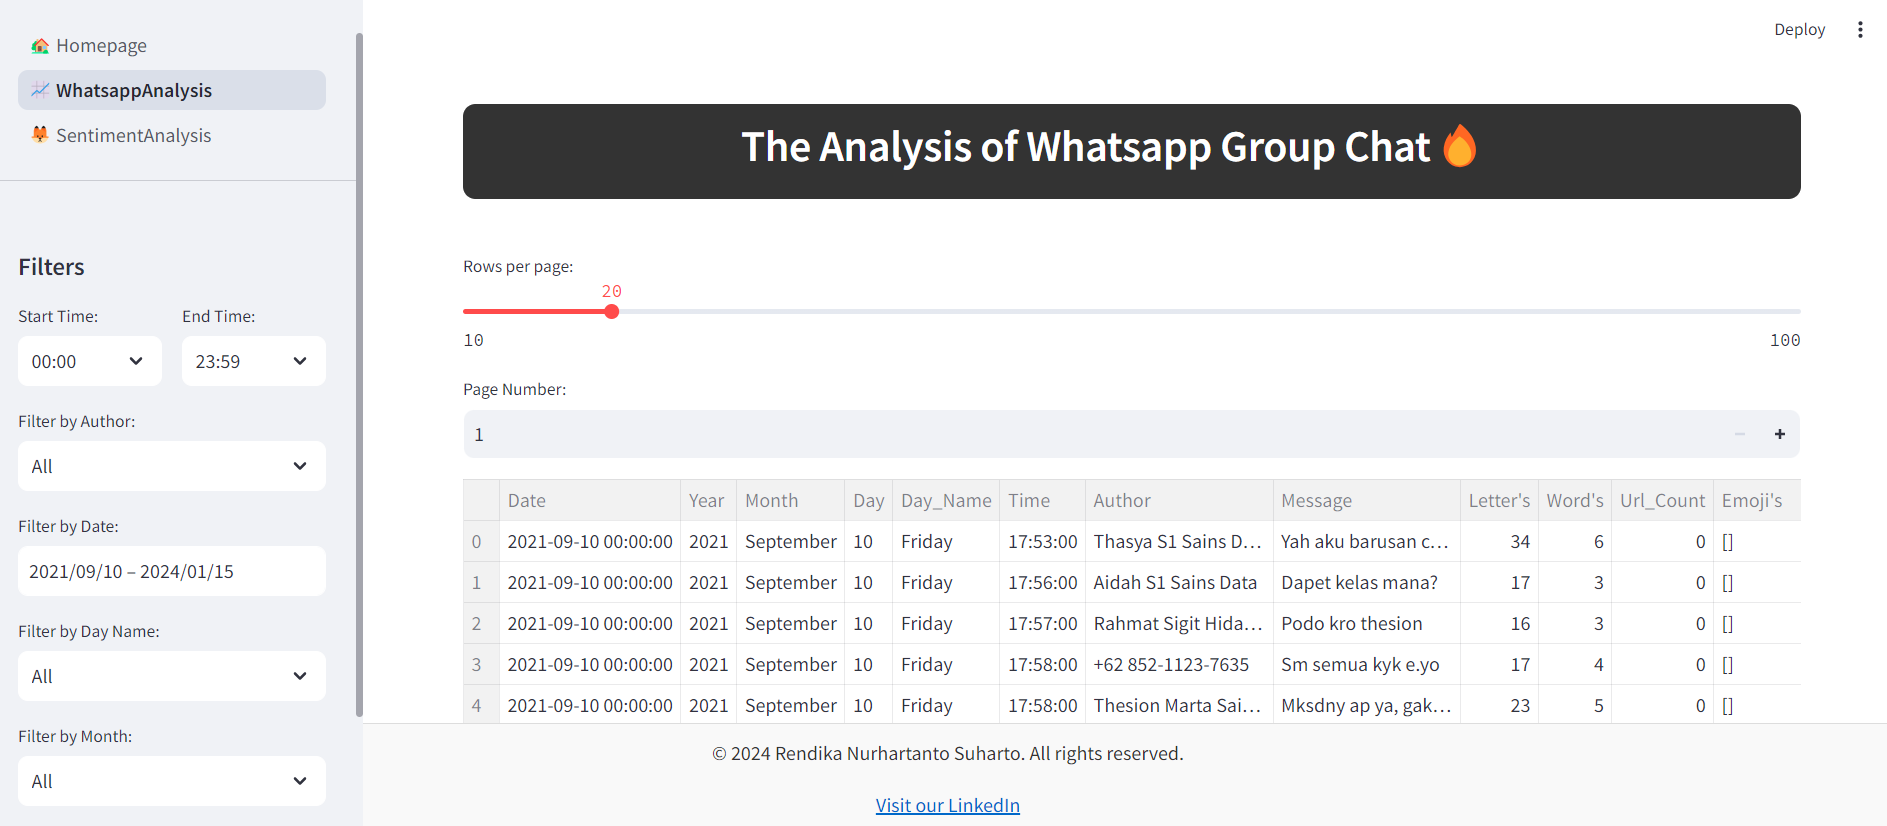 Homepage
WhatsappAnalysis
SentimentAnalysis
Filters
Start Time:
End Time:
00:00
23:59
Filter by Author:
All
Filter by Date:
2021/09/10 – 2024/01/15
Filter by Day Name:
All
Filter by Month:
All
Deploy
The Analysis of Whatsapp Group Chat 🔥
Rows per page:
20
10 100
Page Number:
1
Date Year Month Day Day_Name Time Author Message Letter's Word's Url_Count Emoji's
0 2021-09-10 00:00:00 2021 September 10 Friday 17:53:00 Thasya S1 Sains D… Yah aku barusan c… 34 6 0 []
1 2021-09-10 00:00:00 2021 September 10 Friday 17:56:00 Aidah S1 Sains Data Dapet kelas mana? 17 3 0 []
2 2021-09-10 00:00:00 2021 September 10 Friday 17:57:00 Rahmat Sigit Hida… Podo kro thesion 16 3 0 []
3 2021-09-10 00:00:00 2021 September 10 Friday 17:58:00 +62 852-1123-7635 Sm semua kyk e.yo 17 4 0 []
4 2021-09-10 00:00:00 2021 September 10 Friday 17:58:00 Thesion Marta Sai… Mksdny ap ya, gak… 23 5 0 []
© 2024 Rendika Nurhartanto Suharto. All rights reserved.
Visit our LinkedIn